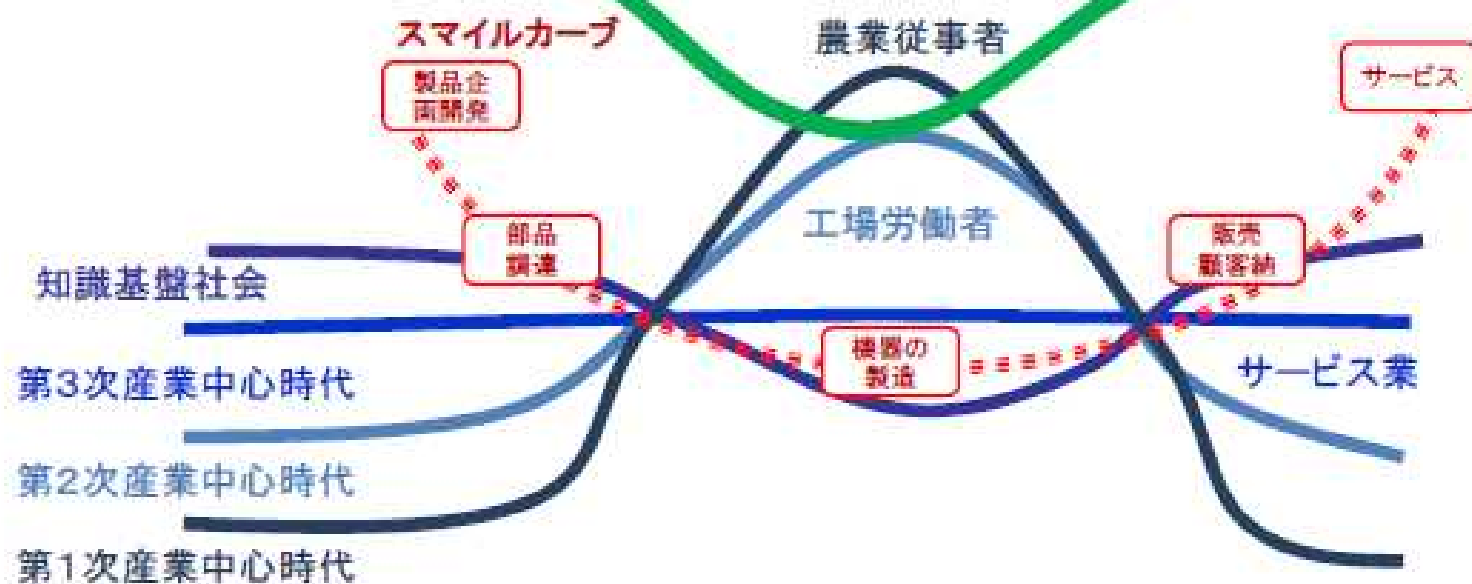 スマイルカーブ
農業従事者
製品企
画開発
サービス
部品
調達
工場労働者
販売
顧客納
知識基盤社会
機器の
製造
第3次産業中心時代
サービス業
第2次産業中心時代
第1次産業中心時代